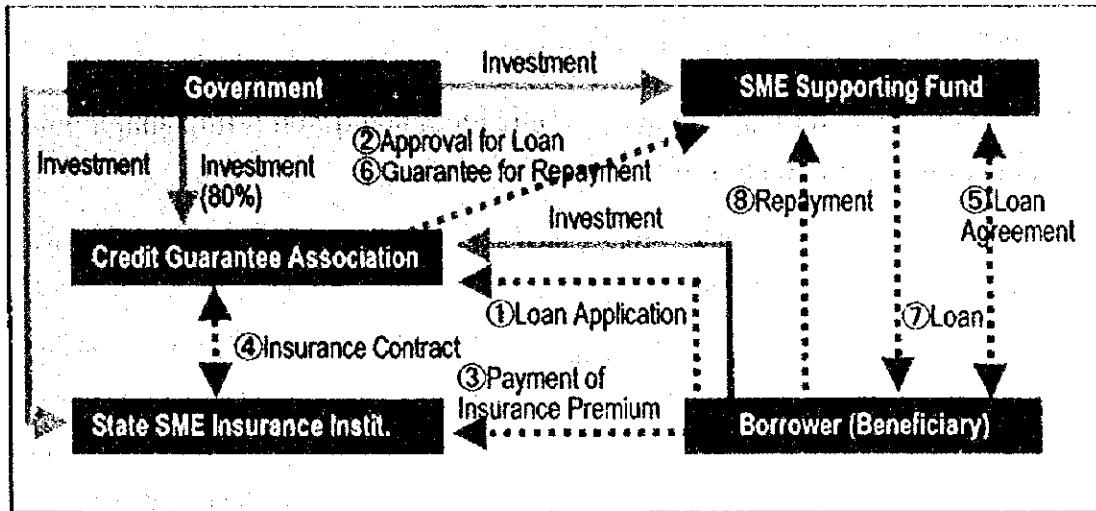 Investment
Government
SME Supporting Fund
②Approval for Loan
⑥Guarantee for Repayment
Investment
Investment
(80%)
⑧Repayment
⑤Loan
Agreement
Investment
Credit Guarantee Association
①Loan Application
⑦Loan
④Insurance Contract
③Payment of
Insurance Premium
State SME Insurance Instit.
Borrower (Beneficiary)